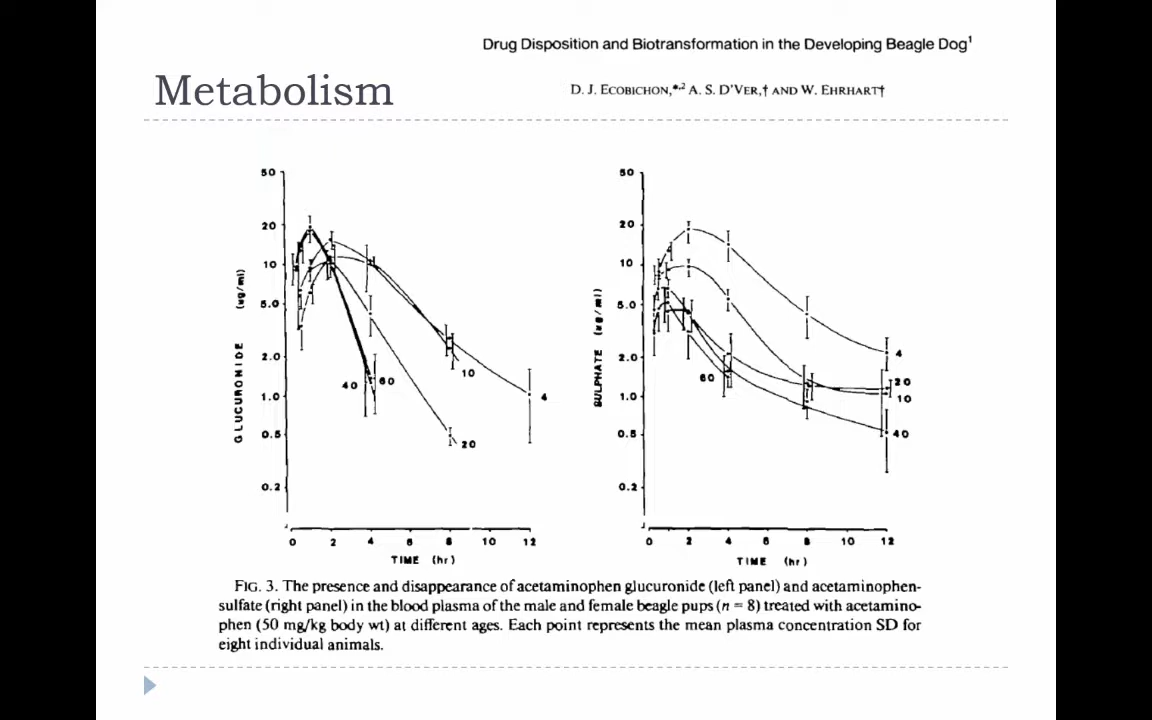 Drug Disposition and Biotransformation in the Developing Beagle Dog¹
Metabolism
D. J. ECOBICHON,*,² A. S. D'VER,† AND W. EHRHART†
50
20
10
5.0
2.0
1.0
0.5
0.2
GLUCURONIDE (ug/ml)
40
60
10
4
20
0 2 4 6 8 10 12
TIME (hr)
50
20
10
5.0
2.0
1.0
0.5
0.2
SULPHATE (ug/ml)
60
4
20
10
40
0 2 4 6 8 10 12
TIME (hr)
FIG. 3. The presence and disappearance of acetaminophen glucuronide (left panel) and acetaminophen-
sulfate (right panel) in the blood plasma of the male and female beagle pups (n = 8) treated with acetamino-
phen (50 mg/kg body wt) at different ages. Each point represents the mean plasma concentration SD for
eight individual animals.